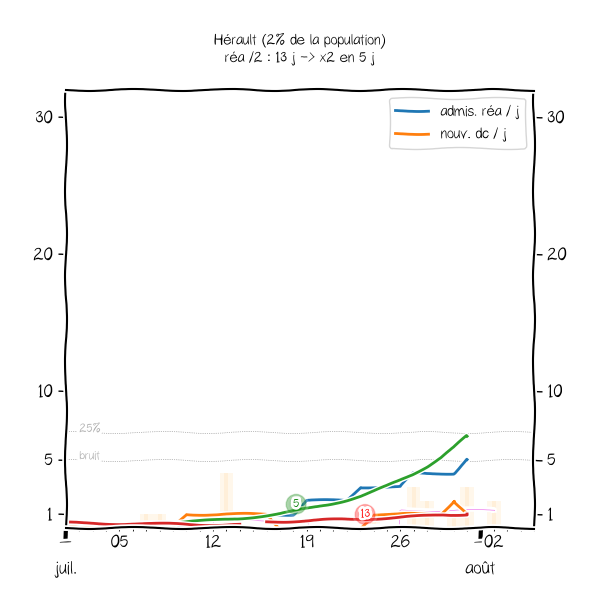 Hérault (2% de la population)
réa /2 : 13 j -> x2 en 5 j
admis. réa / j
nouv. dc / j
30
30
20
20
10
10
25%
5
bruit
5
5
1
13
1
05
12
19
26
02
juil.
août